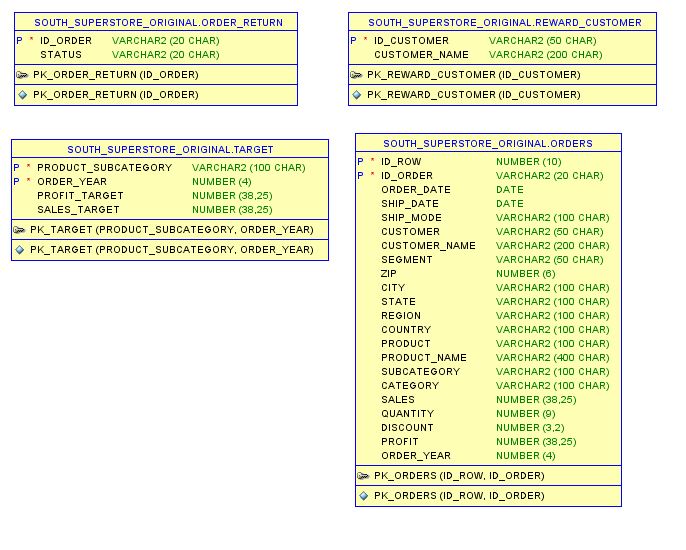 SOUTH_SUPERSTORE_ORIGINAL.ORDER_RETURN
P * ID_ORDER VARCHAR2 (20 CHAR)
STATUS VARCHAR2 (20 CHAR)
PK_ORDER_RETURN (ID_ORDER)
PK_ORDER_RETURN (ID_ORDER)
SOUTH_SUPERSTORE_ORIGINAL.REWARD_CUSTOMER
P * ID_CUSTOMER VARCHAR2 (50 CHAR)
CUSTOMER_NAME VARCHAR2 (200 CHAR)
PK_REWARD_CUSTOMER (ID_CUSTOMER)
PK_REWARD_CUSTOMER (ID_CUSTOMER)
SOUTH_SUPERSTORE_ORIGINAL.TARGET
P * PRODUCT_SUBCATEGORY VARCHAR2 (100 CHAR)
P * ORDER_YEAR NUMBER (4)
PROFIT_TARGET NUMBER (38,25)
SALES_TARGET NUMBER (38,25)
PK_TARGET (PRODUCT_SUBCATEGORY, ORDER_YEAR)
PK_TARGET (PRODUCT_SUBCATEGORY, ORDER_YEAR)
SOUTH_SUPERSTORE_ORIGINAL.ORDERS
P * ID_ROW NUMBER (10)
P * ID_ORDER VARCHAR2 (20 CHAR)
ORDER_DATE DATE
SHIP_DATE DATE
SHIP_MODE VARCHAR2 (100 CHAR)
CUSTOMER VARCHAR2 (50 CHAR)
CUSTOMER_NAME VARCHAR2 (200 CHAR)
SEGMENT VARCHAR2 (50 CHAR)
ZIP NUMBER (6)
CITY VARCHAR2 (100 CHAR)
STATE VARCHAR2 (100 CHAR)
REGION VARCHAR2 (100 CHAR)
COUNTRY VARCHAR2 (100 CHAR)
PRODUCT VARCHAR2 (100 CHAR)
PRODUCT_NAME VARCHAR2 (400 CHAR)
SUBCATEGORY VARCHAR2 (100 CHAR)
CATEGORY VARCHAR2 (100 CHAR)
SALES NUMBER (38,25)
QUANTITY NUMBER (9)
DISCOUNT NUMBER (3,2)
PROFIT NUMBER (38,25)
ORDER_YEAR NUMBER (4)
PK_ORDERS (ID_ROW, ID_ORDER)
PK_ORDERS (ID_ROW, ID_ORDER)